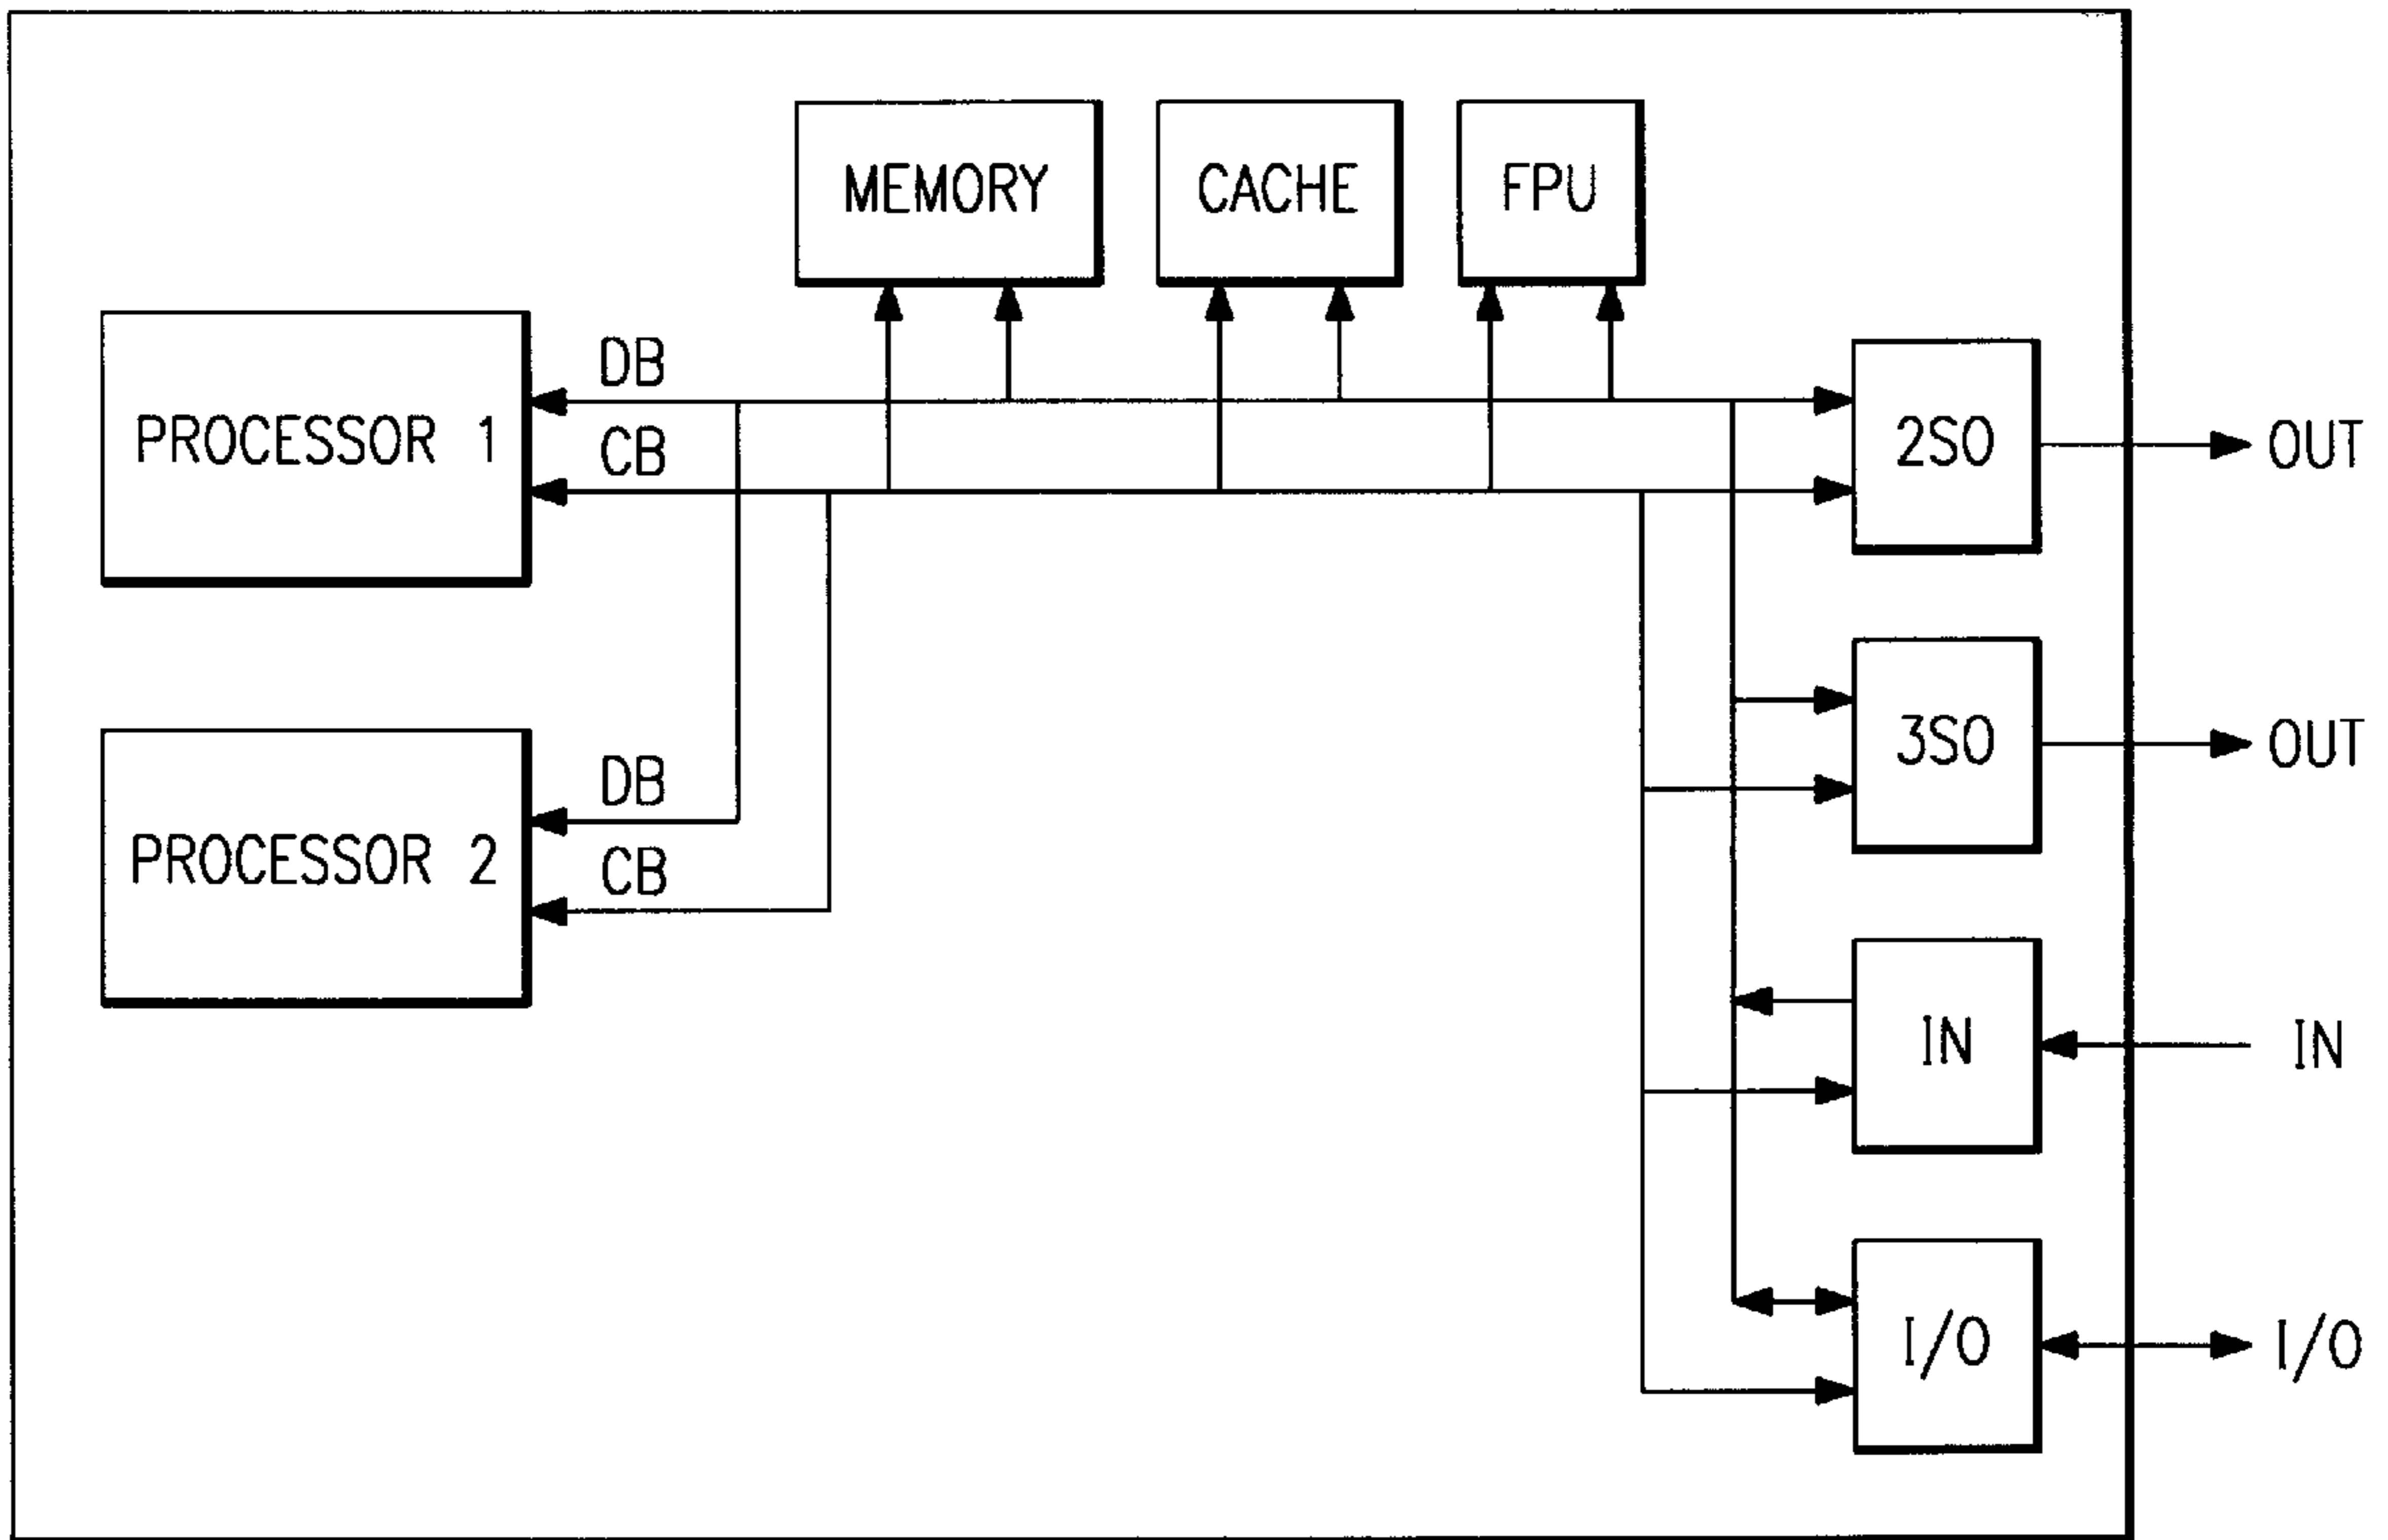 MEMORY
CACHE
FPU
PROCESSOR 1
DB
CB
2SO
OUT
3SO
OUT
PROCESSOR 2
DB
CB
IN
IN
I/O
I/O